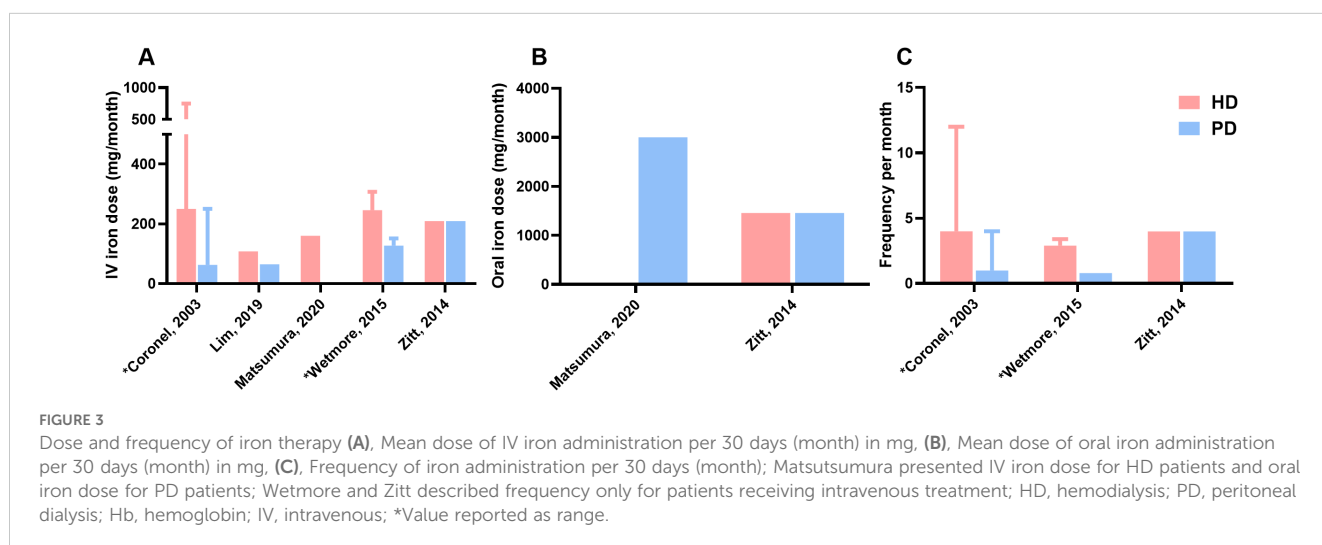 A
IV iron dose (mg/month)
1000
500
400
200
0
*Coronel, 2003
Lim, 2019
Matsumura, 2020
*Wetmore, 2015
Zitt, 2014
B
Oral iron dose (mg/month)
4000
3000
2000
1000
0
Matsumura, 2020
Zitt, 2014
C
Frequency per month
15
10
5
0
*Coronel, 2003
*Wetmore, 2015
Zitt, 2014
HD
PD
FIGURE 3
Dose and frequency of iron therapy (A), Mean dose of IV iron administration per 30 days (month) in mg, (B), Mean dose of oral iron administration
per 30 days (month) in mg, (C), Frequency of iron administration per 30 days (month); Matsutsumura presented IV iron dose for HD patients and oral
iron dose for PD patients; Wetmore and Zitt described frequency only for patients receiving intravenous treatment; HD, hemodialysis; PD, peritoneal
dialysis; Hb, hemoglobin; IV, intravenous; *Value reported as range.